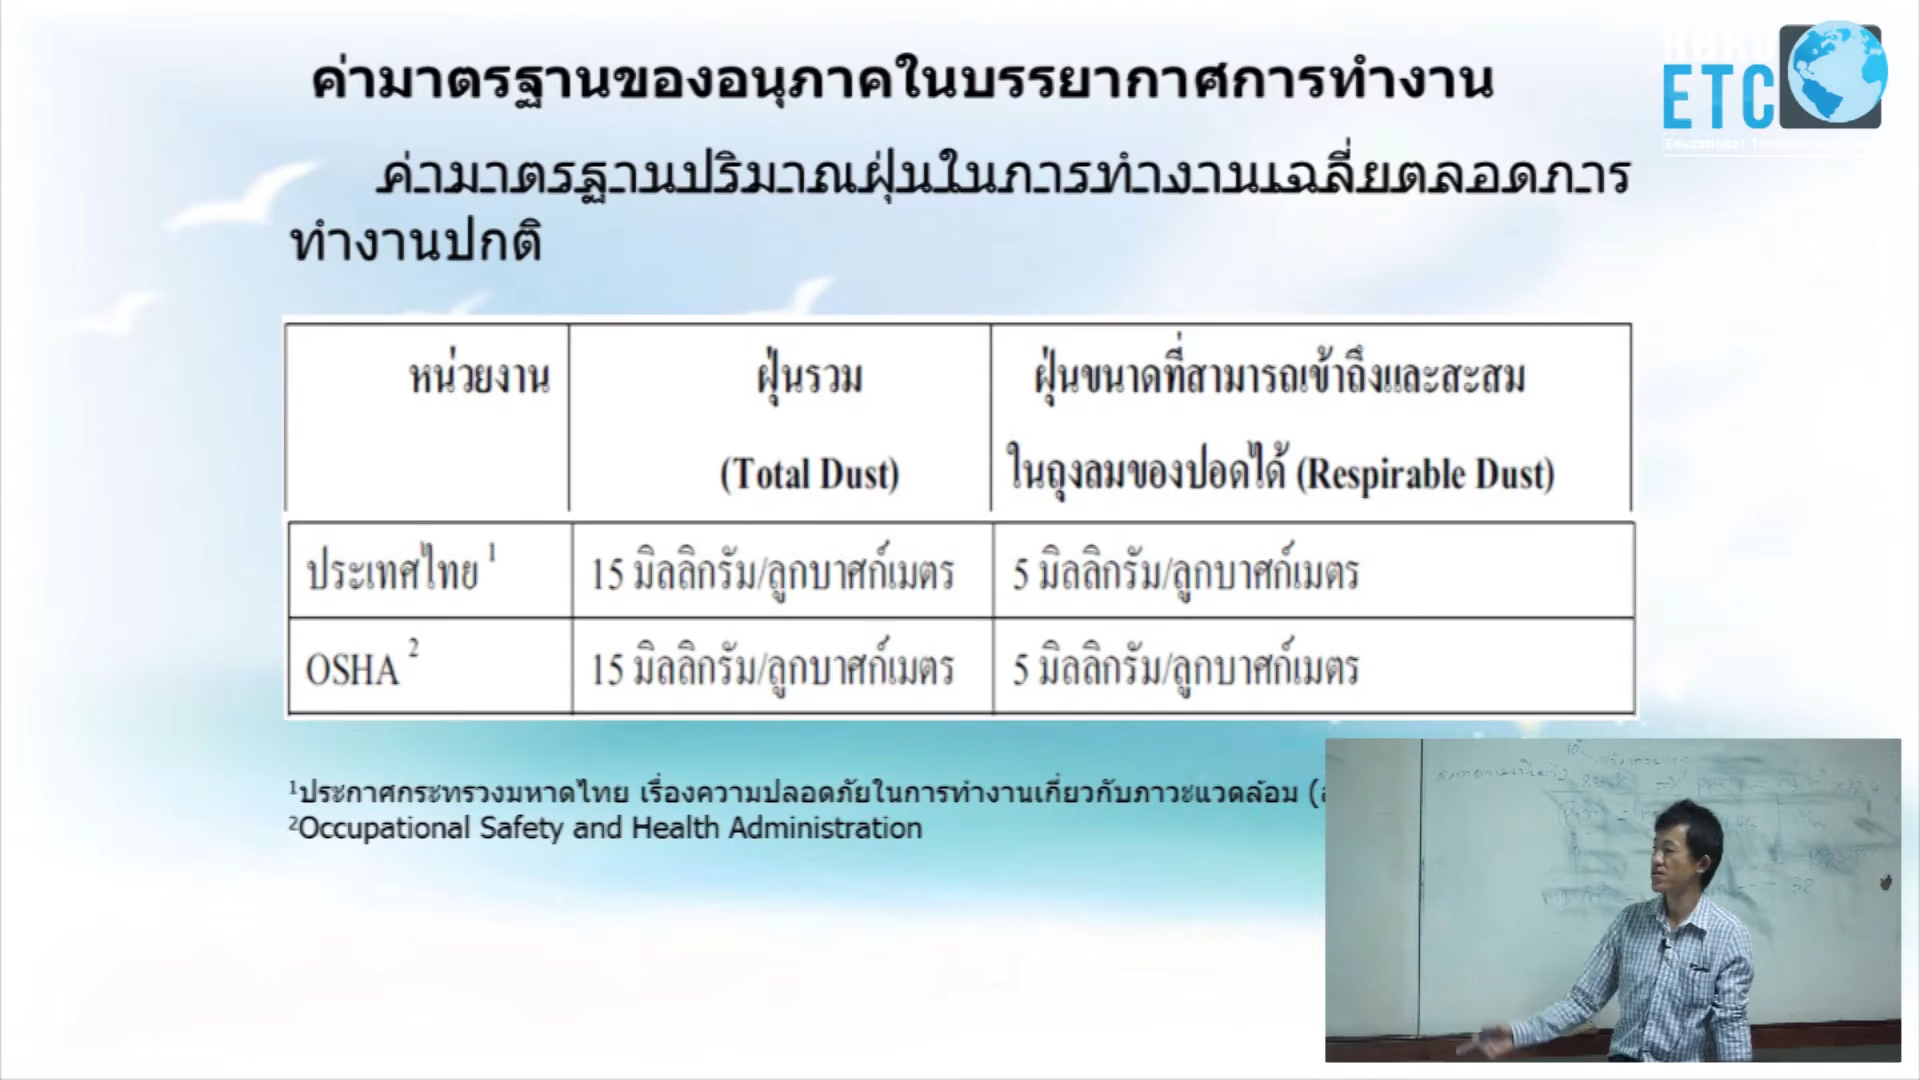 ค่ามาตรฐานของอนุภาคในบรรยากาศการทำงาน
ETC
ค่ามาตรฐานปริมาณฝุ่นในการทำงานเฉลี่ยตลอดการ
ทำงานปกติ
หน่วยงาน ฝุ่นรวม ฝุ่นขนาดที่สามารถเข้าถึงและสะสม
(Total Dust) ในถุงลมของปอดได้ (Respirable Dust)
ประเทศไทย 1 15 มิลลิกรัม/ลูกบาศก์เมตร 5 มิลลิกรัม/ลูกบาศก์เมตร
OSHA 2 15 มิลลิกรัม/ลูกบาศก์เมตร 5 มิลลิกรัม/ลูกบาศก์เมตร
1ประกาศกระทรวงมหาดไทย เรื่องความปลอดภัยในการทำงานเกี่ยวกับภาวะแวดล้อม (
2Occupational Safety and Health Administration